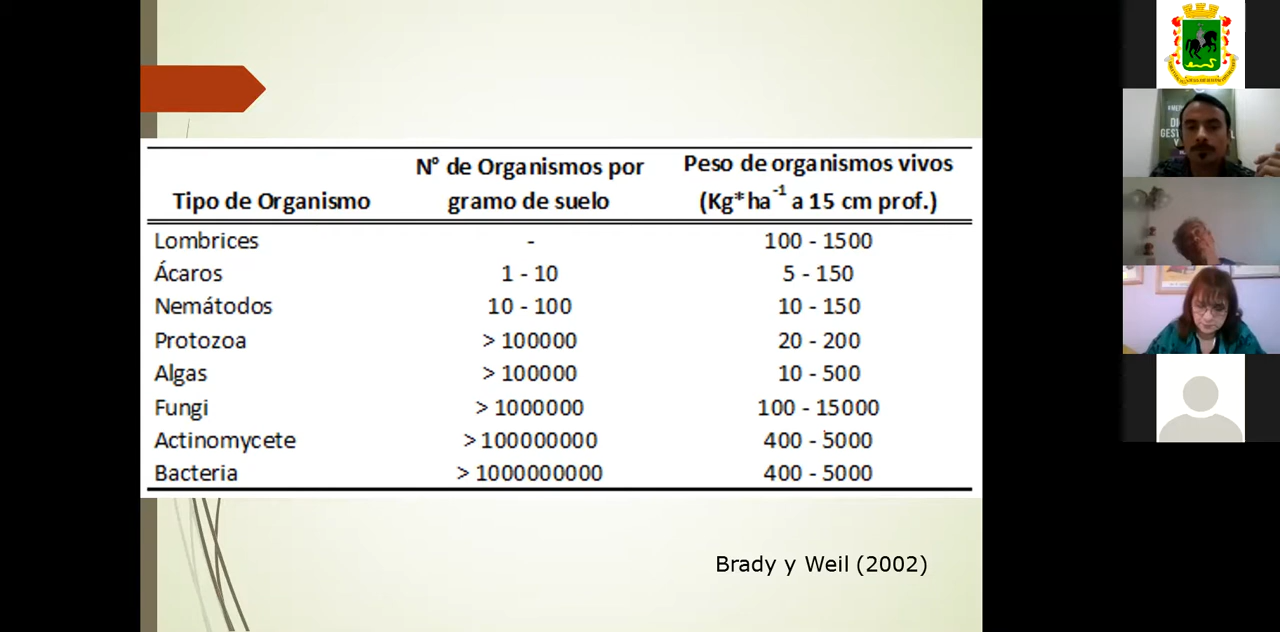 Tipo de Organismo N° de Organismos por gramo de suelo Peso de organismos vivos (Kg*ha-1 a 15 cm prof.)
Lombrices - 100 - 1500
Ácaros 1 - 10 5 - 150
Nemátodos 10 - 100 10 - 150
Protozoa > 100000 20 - 200
Algas > 100000 10 - 500
Fungi > 1000000 100 - 15000
Actinomycete > 100000000 400 - 5000
Bacteria > 1000000000 400 - 5000
Brady y Weil (2002)